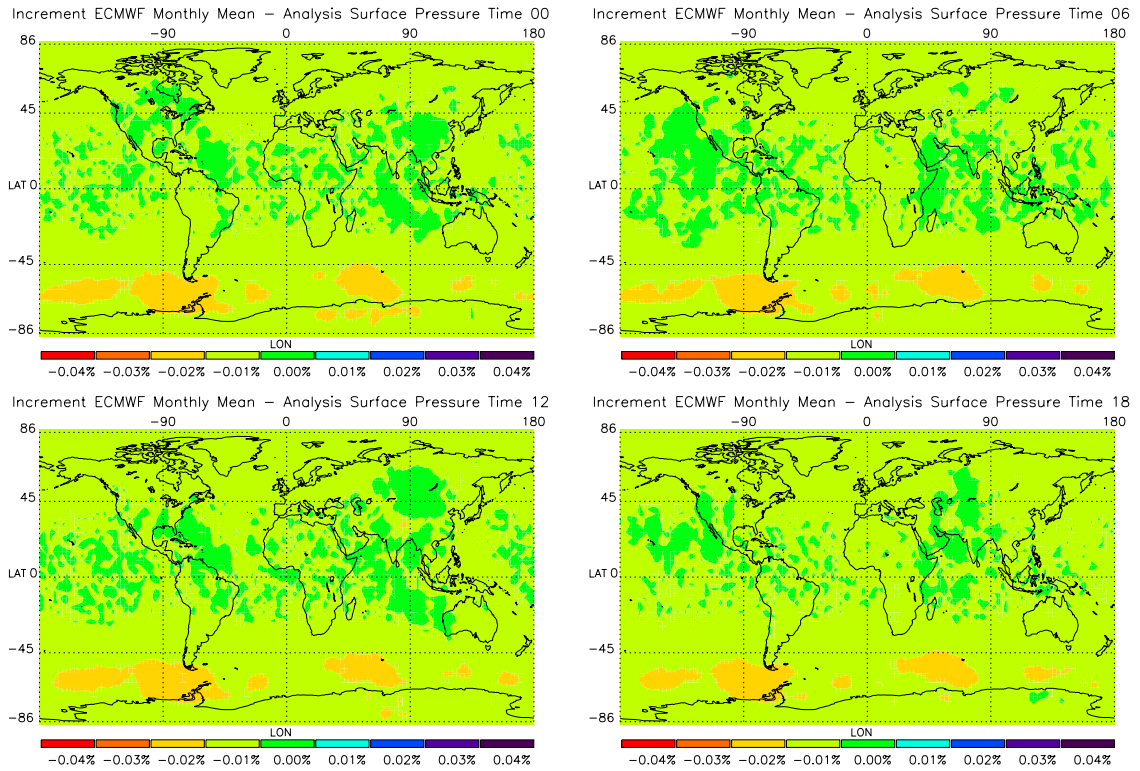 Increment ECMWF Monthly Mean – Analysis Surface Pressure Time 00
−90 0 90 180
86
45
LAT 0
−45
−86
LON
−0.04% −0.03% −0.02% −0.01% 0.00% 0.01% 0.02% 0.03% 0.04%
Increment ECMWF Monthly Mean – Analysis Surface Pressure Time 06
−90 0 90 180
86
45
LAT 0
−45
−86
LON
−0.04% −0.03% −0.02% −0.01% 0.00% 0.01% 0.02% 0.03% 0.04%
Increment ECMWF Monthly Mean – Analysis Surface Pressure Time 12
−90 0 90 180
86
45
LAT 0
−45
−86
LON
−0.04% −0.03% −0.02% −0.01% 0.00% 0.01% 0.02% 0.03% 0.04%
Increment ECMWF Monthly Mean – Analysis Surface Pressure Time 18
−90 0 90 180
86
45
LAT 0
−45
−86
LON
−0.04% −0.03% −0.02% −0.01% 0.00% 0.01% 0.02% 0.03% 0.04%